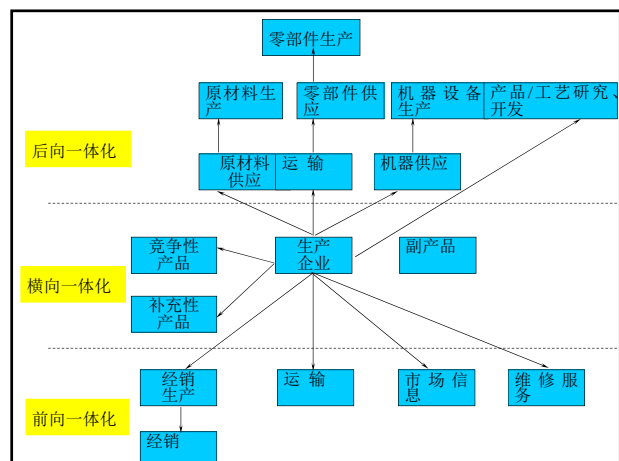 零部件生产
原材料生
产
零部件供
应
机器设备
生产
产品/工艺研究、
开发
后向一体化
原材料
供应
运 输
机器供应
竞争性
产品
生产
企业
副产品
横向一体化
补充性
产品
经销
生产
运 输
市场信
息
维修服
务
前向一体化
经销